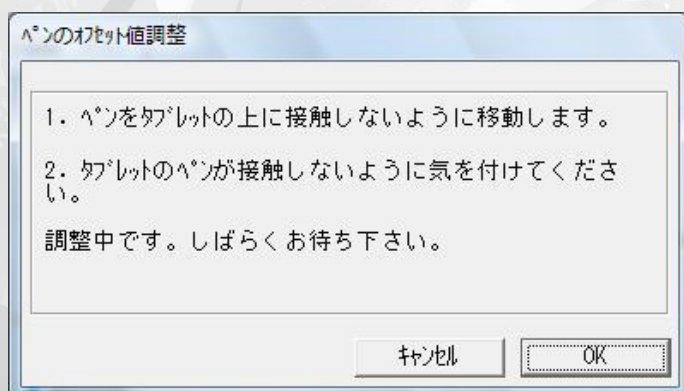 ﾍﾟﾝのｵﾌｾｯﾄ値調整
1. ﾍﾟﾝをﾀﾌﾞﾚｯﾄの上に接触しないように移動します。
2. ﾀﾌﾞﾚｯﾄのﾍﾟﾝが接触しないように気を付けてくださ
い。
調整中です。しばらくお待ち下さい。
ｷｬﾝｾﾙ
OK